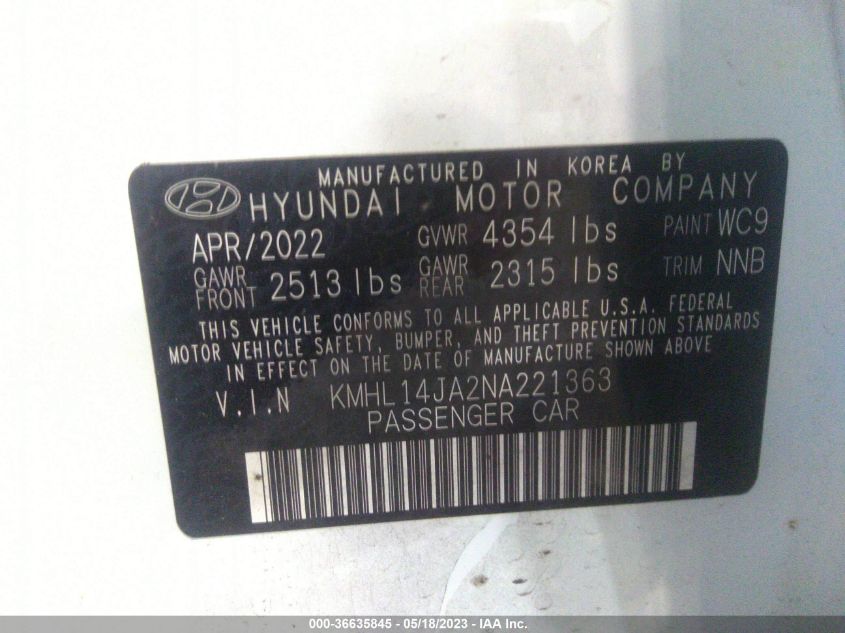 MANUFACTURED IN KOREA BY
HYUNDAI MOTOR COMPANY
APR/2022 GVWR 4354 lbs PAINT WC9
GAWR FRONT 2513 lbs GAWR REAR 2315 lbs TRIM NNB
THIS VEHICLE CONFORMS TO ALL APPLICABLE U.S.A. FEDERAL
MOTOR VEHICLE SAFETY, BUMPER, AND THEFT PREVENTION STANDARDS
IN EFFECT ON THE DATE OF MANUFACTURE SHOWN ABOVE
V.I.N KMHL14JA2NA221363
PASSENGER CAR
000-36635845 - 05/18/2023 - IAA Inc.